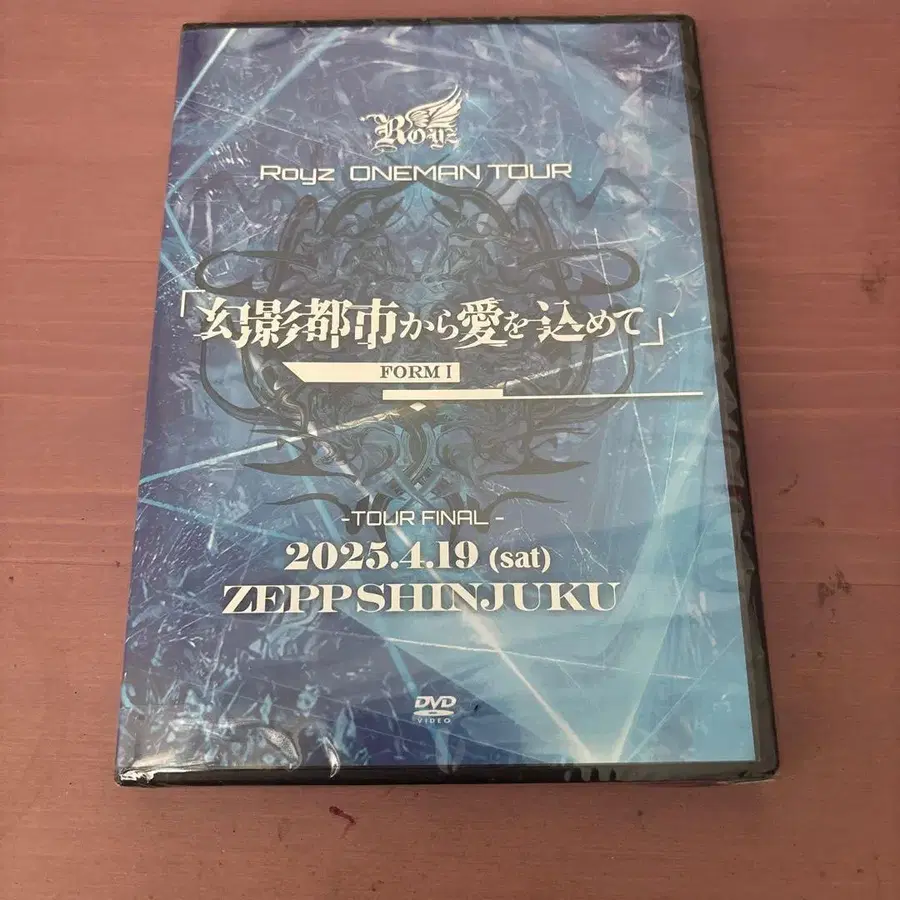 Royz
Royz ONEMAN TOUR
「幻影都市から愛を込めて」
FORM I
-TOUR FINAL-
2025.4.19 (sat)
ZEPP SHINJUKU
DVD
VIDEO